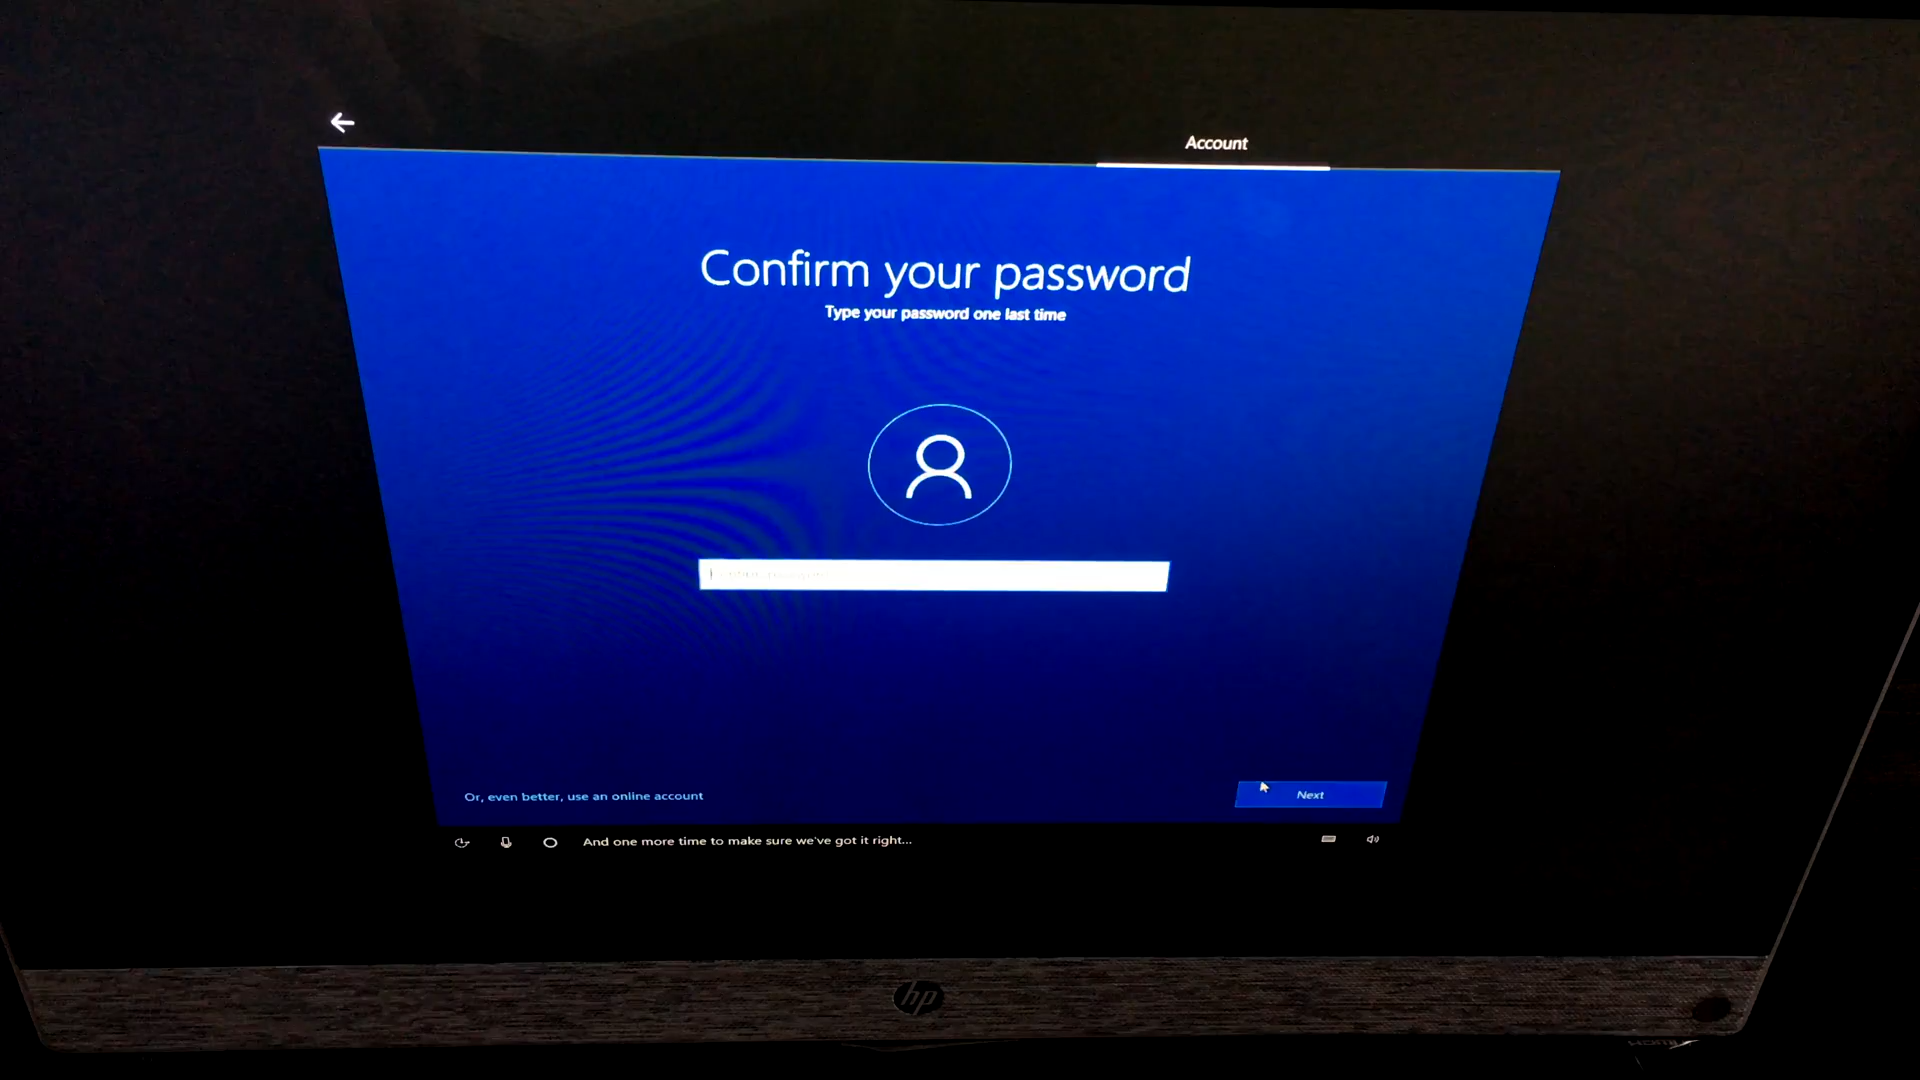 Account
Confirm your password
Type your password one last time
Or, even better, use an online account
Next
And one more time to make sure we've got it right...
hp